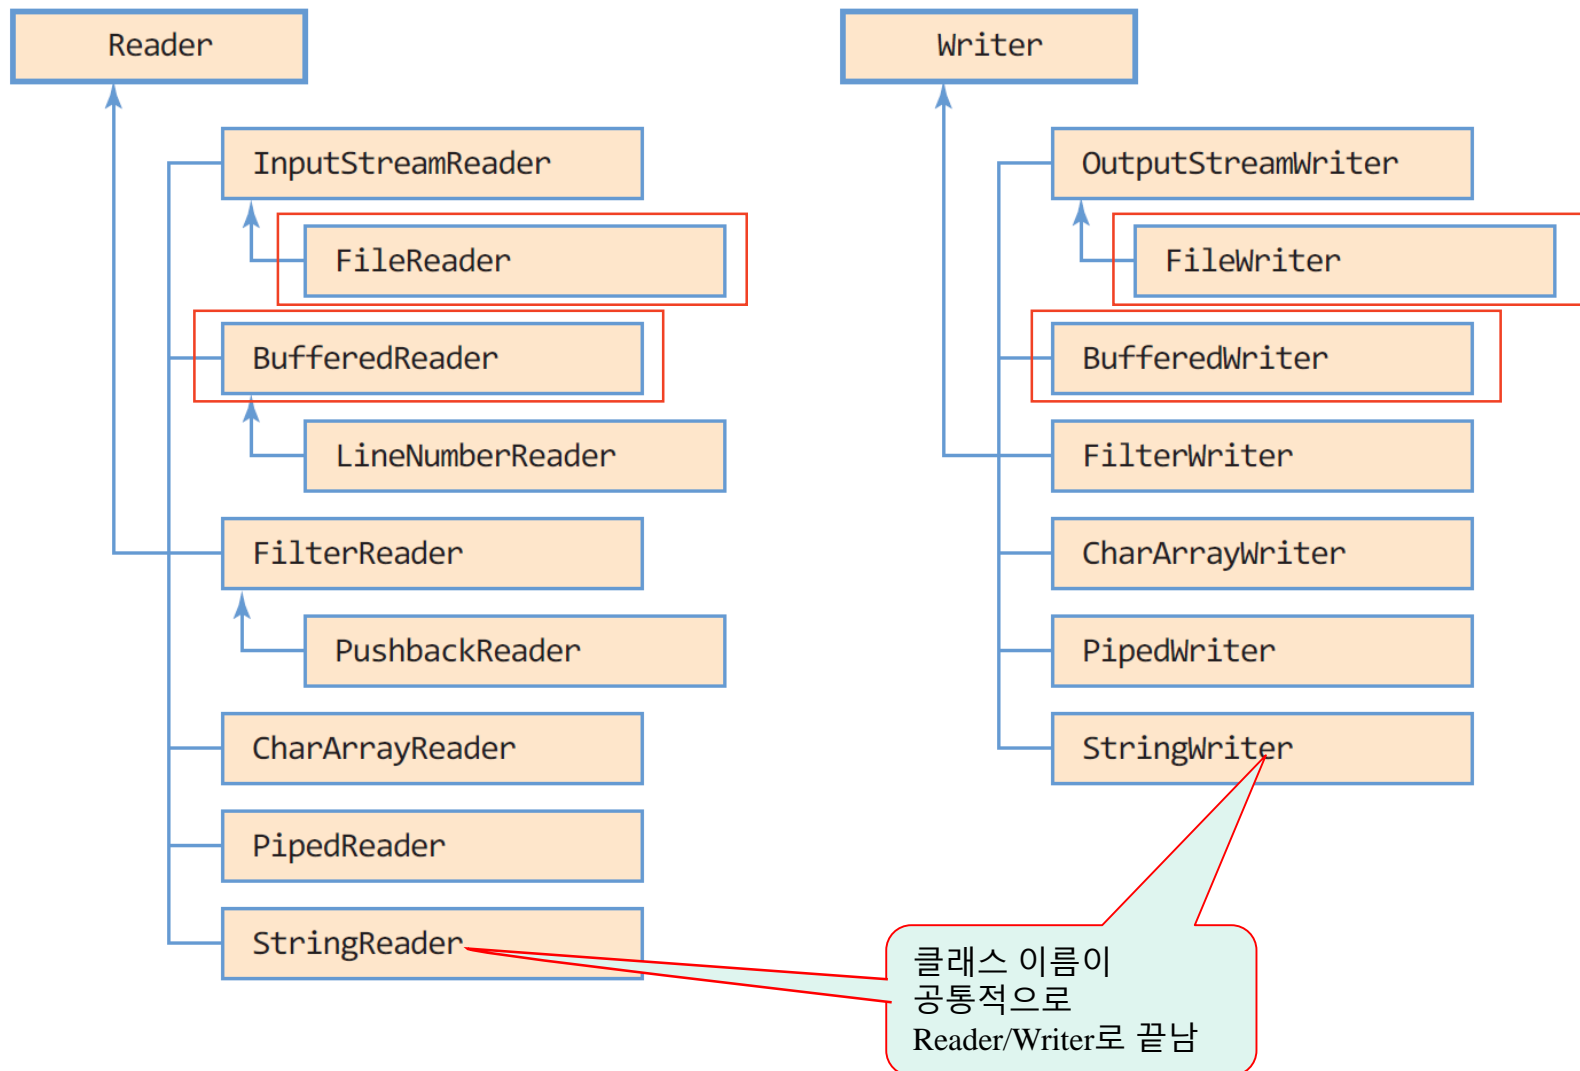 Reader
InputStreamReader
FileReader
BufferedReader
LineNumberReader
FilterReader
PushbackReader
CharArrayReader
PipedReader
StringReader
Writer
OutputStreamWriter
FileWriter
BufferedWriter
FilterWriter
CharArrayWriter
PipedWriter
StringWriter
클래스 이름이
공통적으로
Reader/Writer로 끝남